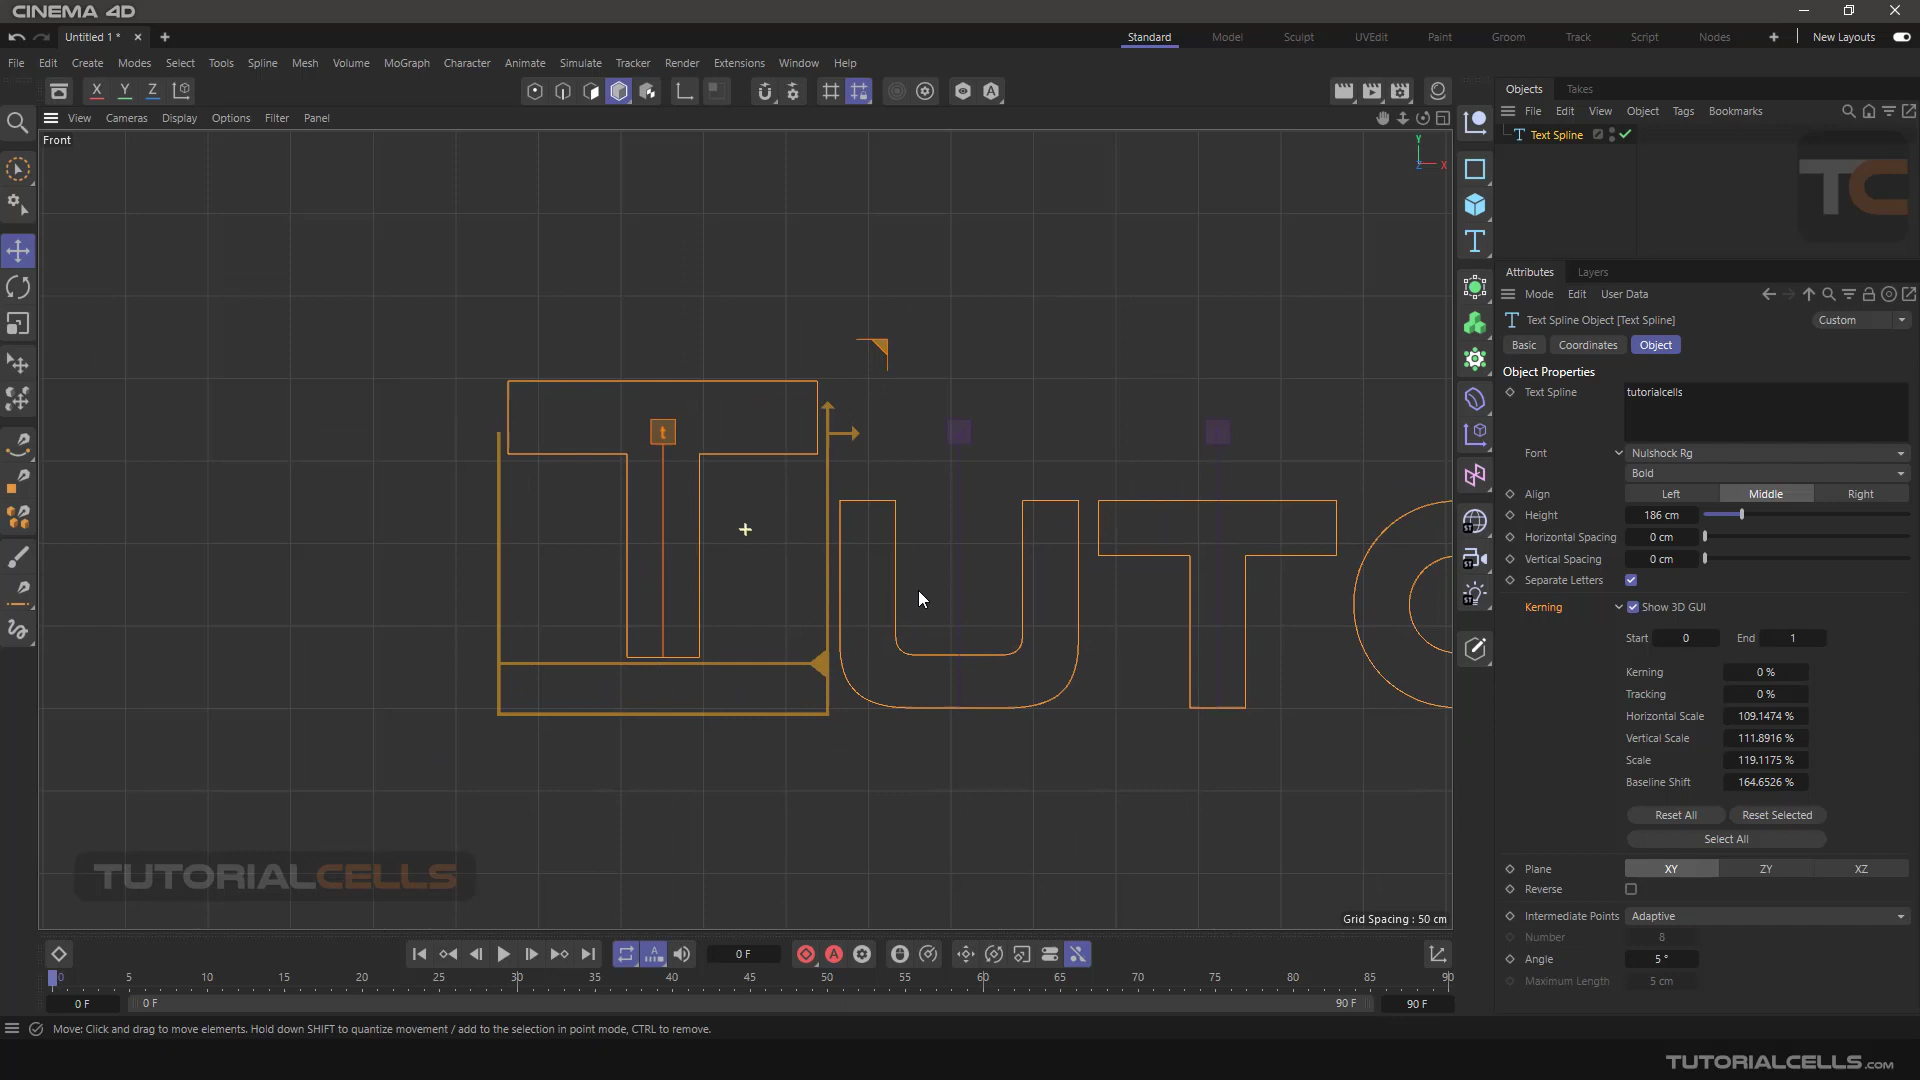 CINEMA 4D
Untitled 1 *
Standard Model Sculpt UVEdit Paint Groom Track Script Nodes New Layouts
File Edit Create Modes Select Tools Spline Mesh Volume MoGraph Character Animate Simulate Tracker Render Extensions Window Help
X Y Z
View Cameras Display Options Filter Panel
Front
Y
Z X
Objects Takes
File Edit View Object Tags Bookmarks
Text Spline
TC
Attributes Layers
Mode Edit User Data
Text Spline Object [Text Spline]
Custom
Basic Coordinates Object
Object Properties
Text Spline tutorialcells
Font Nulshock Rg
Bold
Align Left Middle Right
Height 186 cm
Horizontal Spacing 0 cm
Vertical Spacing 0 cm
Separate Letters
Kerning Show 3D GUI
Start 0 End 1
Kerning 0 %
Tracking 0 %
Horizontal Scale 109.1474 %
Vertical Scale 111.8916 %
Scale 119.1175 %
Baseline Shift 164.6526 %
Reset All Reset Selected
Select All
Plane XY ZY XZ
Reverse
Intermediate Points Adaptive
Number 8
Angle 5 °
Maximum Length 5 cm
t
TUT
TUTORIALCELLS
Grid Spacing : 50 cm
0 F
0 5 10 15 20 25 30 35 40 45 50 55 60 65 70 75 80 85 90
0 F 0 F 90 F 90 F
Move: Click and drag to move elements. Hold down SHIFT to quantize movement / add to the selection in point mode, CTRL to remove.
TUTORIALCELLS.COM